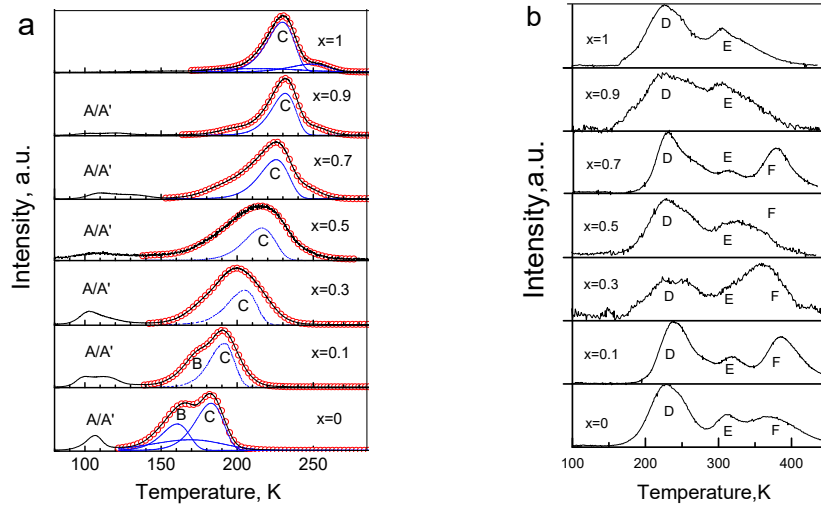 a
Intensity, a.u.
C
x=1
A/A'
x=0.9
C
A/A'
x=0.7
C
A/A'
x=0.5
C
A/A'
x=0.3
C
A/A'
x=0.1
B
C
A/A'
B
C
x=0
100 150 200 250
Temperature, K
b
Intensity,a.u.
D
E
x=1
x=0.9
D
E
x=0.7
D
E
F
x=0.5
D
E
F
x=0.3
D
E
F
x=0.1
D
E
F
x=0
D
E
F
100 200 300 400
Temperature,K